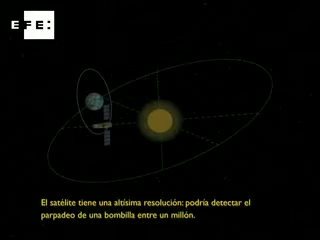 EFE:
El satélite tiene una altísima resolución: podría detectar el
parpadeo de una bombilla entre un millón.